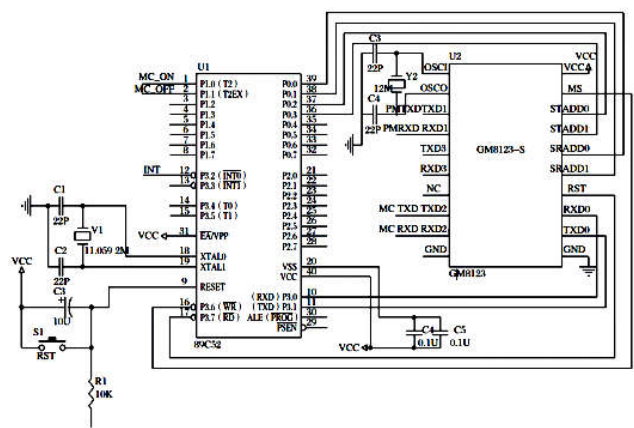 U1
MC_ON 1 P1.0 (T2) P0.0 39
MC_OFF 2 P1.1 (T2EX) P0.1 38
3 P1.2 P0.2 37
4 P1.3 P0.3 36
5 P1.4 P0.4 35
6 P1.5 P0.5 34
7 P1.6 P0.6 33
8 P1.7 P0.7 32
INT 12 P3.2 (INT0) P2.0 21
13 P3.3 (INT1) P2.1 22
P2.2 23
14 P3.4 (T0) P2.3 24
15 P3.5 (T1) P2.4 25
P2.5 26
VCC 31 EA/VPP P2.6 27
P2.7 28
18 XTAL0 VSS 20
19 XTAL1 VCC 40
9 RESET
(RXD) P3.0 10
16 P3.6 (WR) (TXD) P3.1 11
17 P3.7 (RD) ALE (PROG) 30
PSEN 29
89C52
C1
22P
V1
11.059 2M
C2
22P
VCC
C3
10U
S1
RST
R1
10K
C3
22P
Y2
12M
C4
22P
U2
VCC
OSCI VCC
OSCO MS
PMTXDTXD1 STADD0
PMRXD RXD1 STADD1
GM8123-S
TXD3 SRADD0
RXD3 SRADD1
NC RST
MC TXD TXD2 RXD0
MC RXD RXD2 TXD0
GND GND
GM8123
C4 C5
0.1U 0.1U
VCC